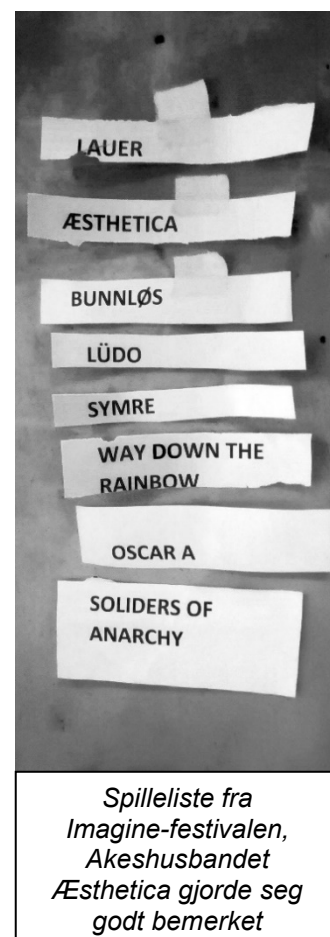 LAUER
ÆSTHETICA
BUNNLØS
LÜDO
SYMRE
WAY DOWN THE
RAINBOW
OSCAR A
SOLIDERS OF
ANARCHY
Spilleliste fra
Imagine-festivalen,
Akeshusbandet
Æsthetica gjorde seg
godt bemerket